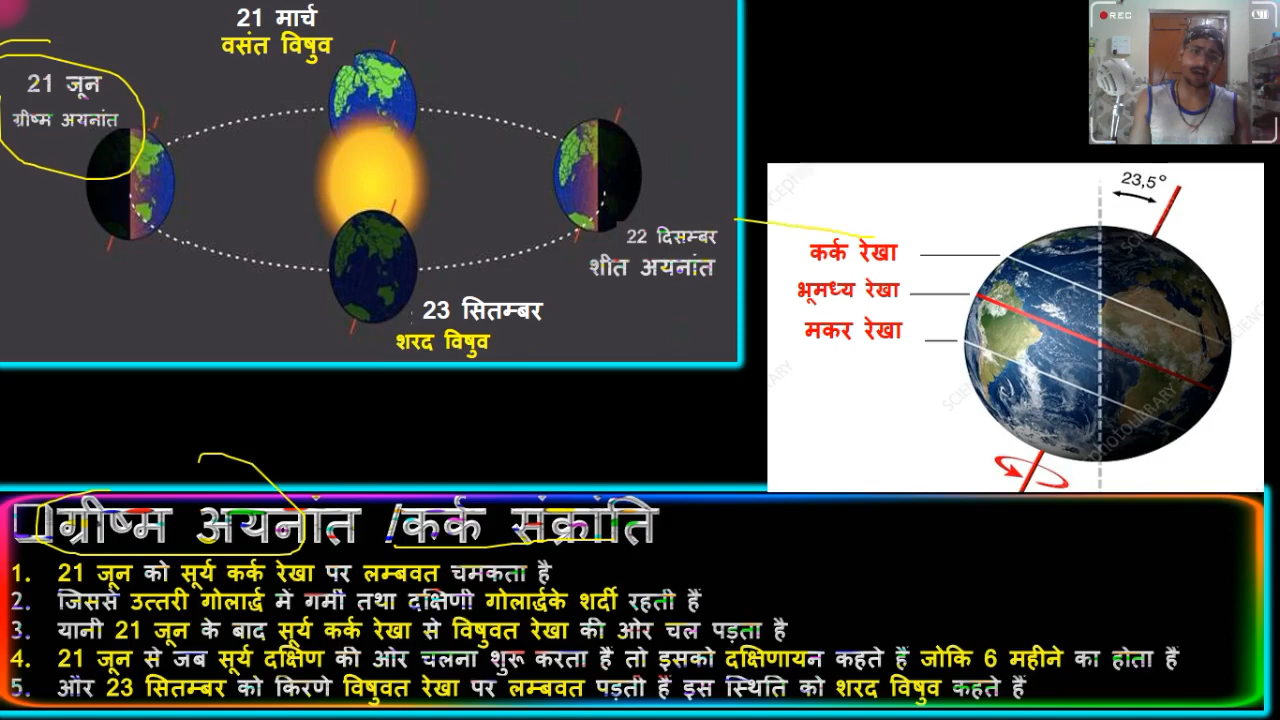 21 मार्च
वसंत विषुव
21 जून
ग्रीष्म अयनांत
22 दिसम्बर
शीत अयनांत
23 सितम्बर
शरद विषुव
REC
23,5°
कर्क रेखा
भूमध्य रेखा
मकर रेखा
ग्रीष्म अयनांत /कर्क संक्रांति
1. 21 जून को सूर्य कर्क रेखा पर लम्बवत चमकता है
2. जिससे उत्तरी गोलार्द्ध में गर्मी तथा दक्षिणी गोलार्द्धके शर्दी रहती हैं
3. यानी 21 जून के बाद सूर्य कर्क रेखा से विषुवत रेखा की ओर चल पड़ता है
4. 21 जून से जब सूर्य दक्षिण की ओर चलना शुरू करता हैं तो इसको दक्षिणायन कहते हैं जोकि 6 महीने का होता हैं
5. और 23 सितम्बर को किरणे विषुवत रेखा पर लम्बवत पड़ती हैं इस स्थिति को शरद विषुव कहते हैं